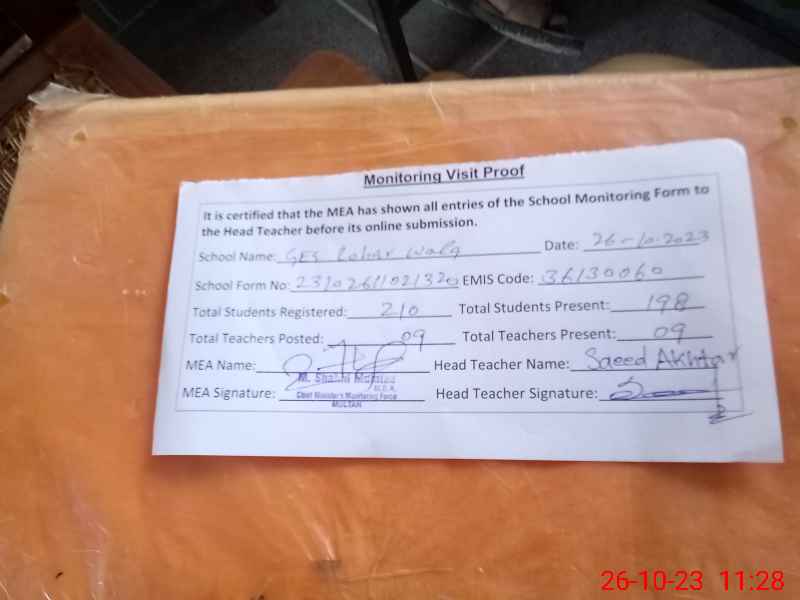 Monitoring Visit Proof
It is certified that the MEA has shown all entries of the School Monitoring Form to
the Head Teacher before its online submission.
School Name: GES Lohar Wala Date: 26-10-2023
School Form No: 23102611021320 EMIS Code: 36130060
Total Students Registered: 210 Total Students Present: 198
Total Teachers Posted: 09 Total Teachers Present: 09
MEA Name: Head Teacher Name: Saeed Akhtar
M.
M.E.A.
MEA Signature: Chief Minister's Monitoring Force Head Teacher Signature:
MULTAN
26-10-23 11:28